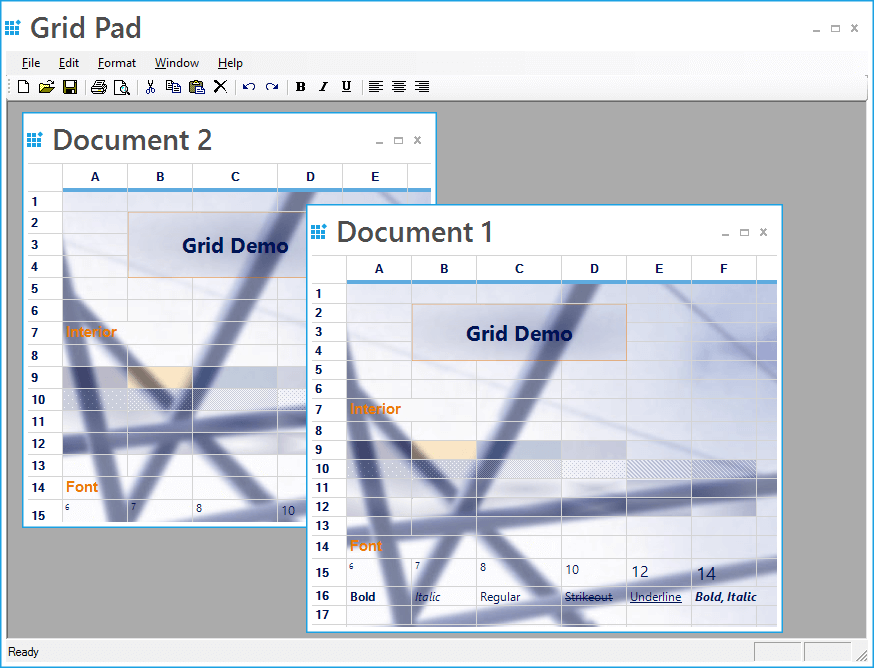 Grid Pad
File Edit Format Window Help
B I U
Document 2
A B C D E
1
2
3 Grid Demo
4
5
6
7 Interior
8
9
10
11
12
13
14 Font
15 6 7 8 10
Document 1
A B C D E F
1
2
3 Grid Demo
4
5
6
7 Interior
8
9
10
11
12
13
14 Font
15 6 7 8 10 12 14
16 Bold Italic Regular Strikeout Underline Bold, Italic
17
Ready